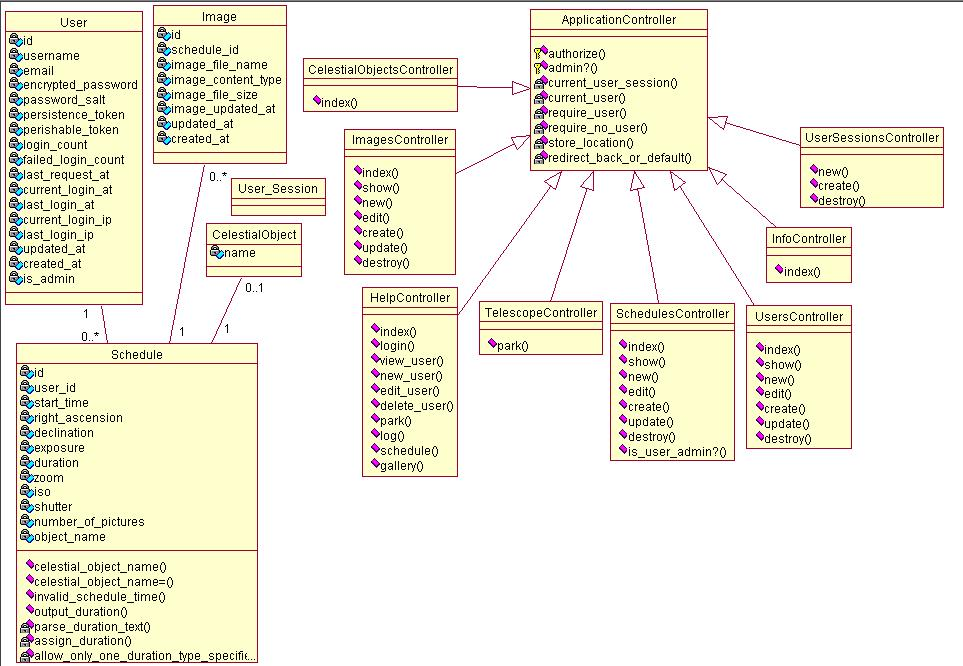 User
id
username
email
encrypted_password
password_salt
persistence_token
perishable_token
login_count
failed_login_count
last_request_at
current_login_at
last_login_at
current_login_ip
last_login_ip
updated_at
created_at
is_admin
Image
id
schedule_id
image_file_name
image_content_type
image_file_size
image_updated_at
updated_at
created_at
0..*
User_Session
CelestialObject
name
0..1
1
0..*
1
1
Schedule
id
user_id
start_time
right_ascension
declination
exposure
duration
zoom
iso
shutter
number_of_pictures
object_name
celestial_object_name()
celestial_object_name=()
invalid_schedule_time()
output_duration()
parse_duration_text()
assign_duration()
allow_only_one_duration_type_specifi...
CelestialObjectsController
index()
ImagesController
index()
show()
new()
edit()
create()
update()
destroy()
ApplicationController
authorize()
admin?()
current_user_session()
current_user()
require_user()
require_no_user()
store_location()
redirect_back_or_default()
UserSessionsController
new()
create()
destroy()
InfoController
index()
HelpController
index()
login()
view_user()
new_user()
edit_user()
delete_user()
park()
log()
schedule()
gallery()
TelescopeController
park()
SchedulesController
index()
show()
new()
edit()
create()
update()
destroy()
is_user_admin?()
UsersController
index()
show()
new()
edit()
create()
update()
destroy()